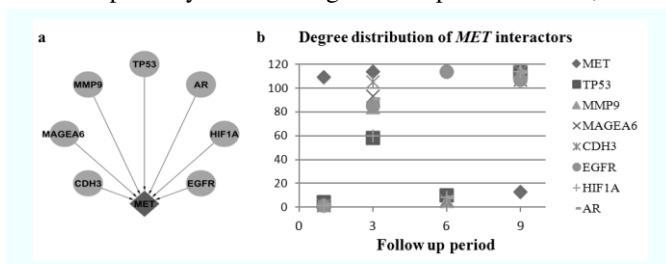 a
TP53
MMP9
AR
MAGEA6
HIF1A
CDH3
EGFR
MET
b Degree distribution of MET interactors
120
100
80
60
40
20
0
0 3 6 9
Follow up period
MET
TP53
MMP9
MAGEA6
CDH3
EGFR
HIF1A
AR